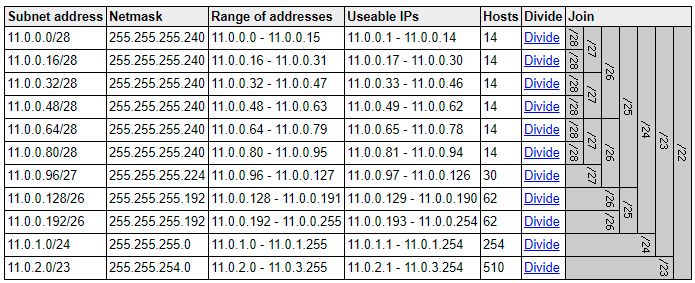 Subnet address Netmask Range of addresses Useable IPs Hosts Divide Join
11.0.0.0/28 255.255.255.240 11.0.0.0 - 11.0.0.15 11.0.0.1 - 11.0.0.14 14 Divide /28 /27 /26 /25 /24 /23 /22
11.0.0.16/28 255.255.255.240 11.0.0.16 - 11.0.0.31 11.0.0.17 - 11.0.0.30 14 Divide /28
11.0.0.32/28 255.255.255.240 11.0.0.32 - 11.0.0.47 11.0.0.33 - 11.0.0.46 14 Divide /28 /27
11.0.0.48/28 255.255.255.240 11.0.0.48 - 11.0.0.63 11.0.0.49 - 11.0.0.62 14 Divide /28
11.0.0.64/28 255.255.255.240 11.0.0.64 - 11.0.0.79 11.0.0.65 - 11.0.0.78 14 Divide /28 /27 /26
11.0.0.80/28 255.255.255.240 11.0.0.80 - 11.0.0.95 11.0.0.81 - 11.0.0.94 14 Divide /28
11.0.0.96/27 255.255.255.224 11.0.0.96 - 11.0.0.127 11.0.0.97 - 11.0.0.126 30 Divide /27
11.0.0.128/26 255.255.255.192 11.0.0.128 - 11.0.0.191 11.0.0.129 - 11.0.0.190 62 Divide /26 /25
11.0.0.192/26 255.255.255.192 11.0.0.192 - 11.0.0.255 11.0.0.193 - 11.0.0.254 62 Divide /26
11.0.1.0/24 255.255.255.0 11.0.1.0 - 11.0.1.255 11.0.1.1 - 11.0.1.254 254 Divide /24
11.0.2.0/23 255.255.254.0 11.0.2.0 - 11.0.3.255 11.0.2.1 - 11.0.3.254 510 Divide /23